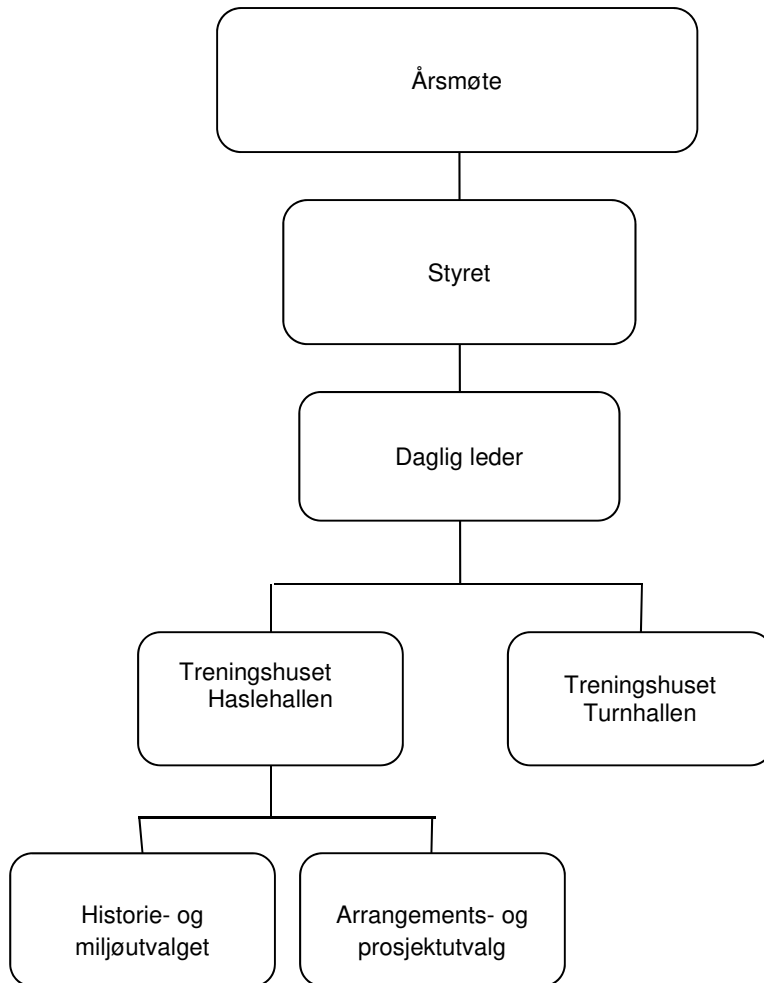 Årsmøte
Styret
Daglig leder
Treningshuset
Haslehallen
Treningshuset
Turnhallen
Historie- og
miljøutvalget
Arrangements- og
prosjektutvalg